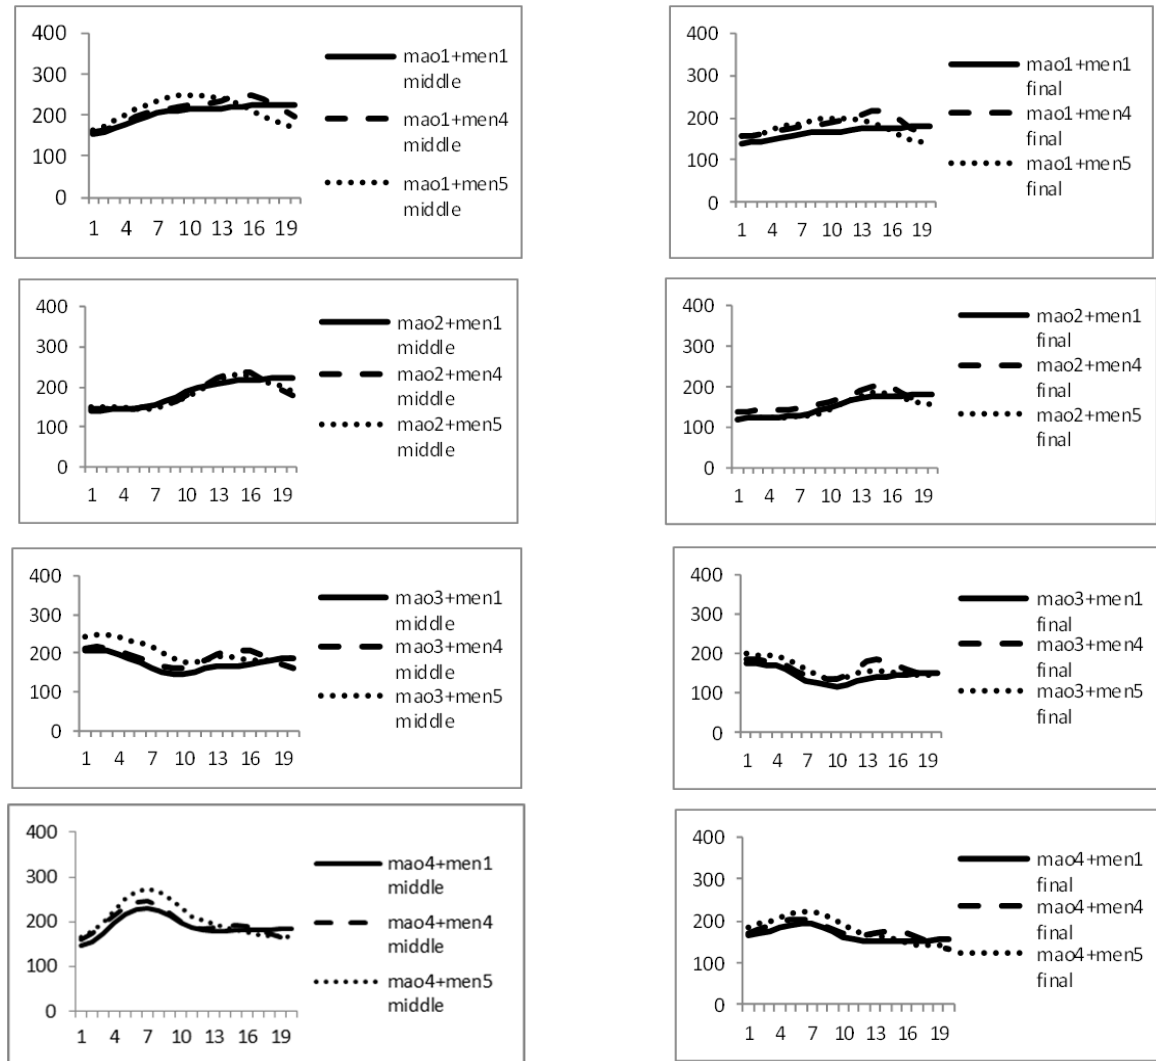 400
300
200
100
0
1 4 7 10 13 16 19
mao1+men1
middle
mao1+men4
middle
mao1+men5
middle
400
300
200
100
0
1 4 7 10 13 16 19
mao1+men1
final
mao1+men4
final
mao1+men5
final
400
300
200
100
0
1 4 7 10 13 16 19
mao2+men1
middle
mao2+men4
middle
mao2+men5
middle
400
300
200
100
0
1 4 7 10 13 16 19
mao2+men1
final
mao2+men4
final
mao2+men5
final
400
300
200
100
0
1 4 7 10 13 16 19
mao3+men1
middle
mao3+men4
middle
mao3+men5
middle
400
300
200
100
0
1 4 7 10 13 16 19
mao3+men1
final
mao3+men4
final
mao3+men5
final
400
300
200
100
0
1 4 7 10 13 16 19
mao4+men1
middle
mao4+men4
middle
mao4+men5
middle
400
300
200
100
0
1 4 7 10 13 16 19
mao4+men1
final
mao4+men4
final
mao4+men5
final